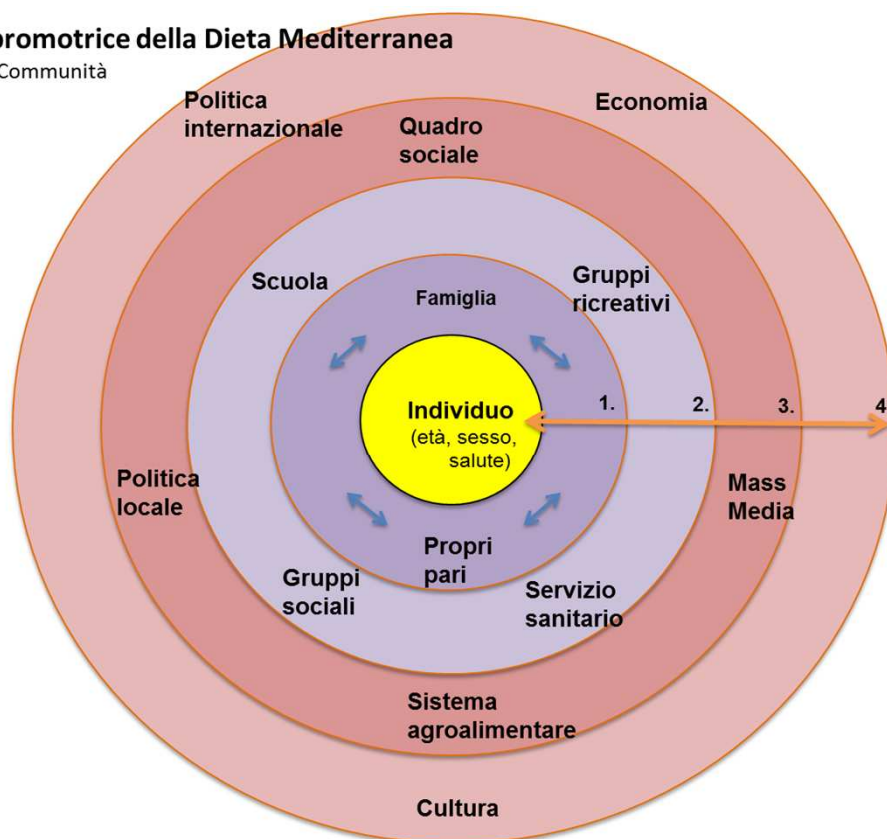 promotrice della Dieta Mediterranea
Communità
Politica
internazionale
Economia
Quadro
sociale
Scuola
Gruppi
ricreativi
Famiglia
Individuo
(età, sesso,
salute)
1.
2.
3.
4
Politica
locale
Mass
Media
Propri
pari
Gruppi
sociali
Servizio
sanitario
Sistema
agroalimentare
Cultura